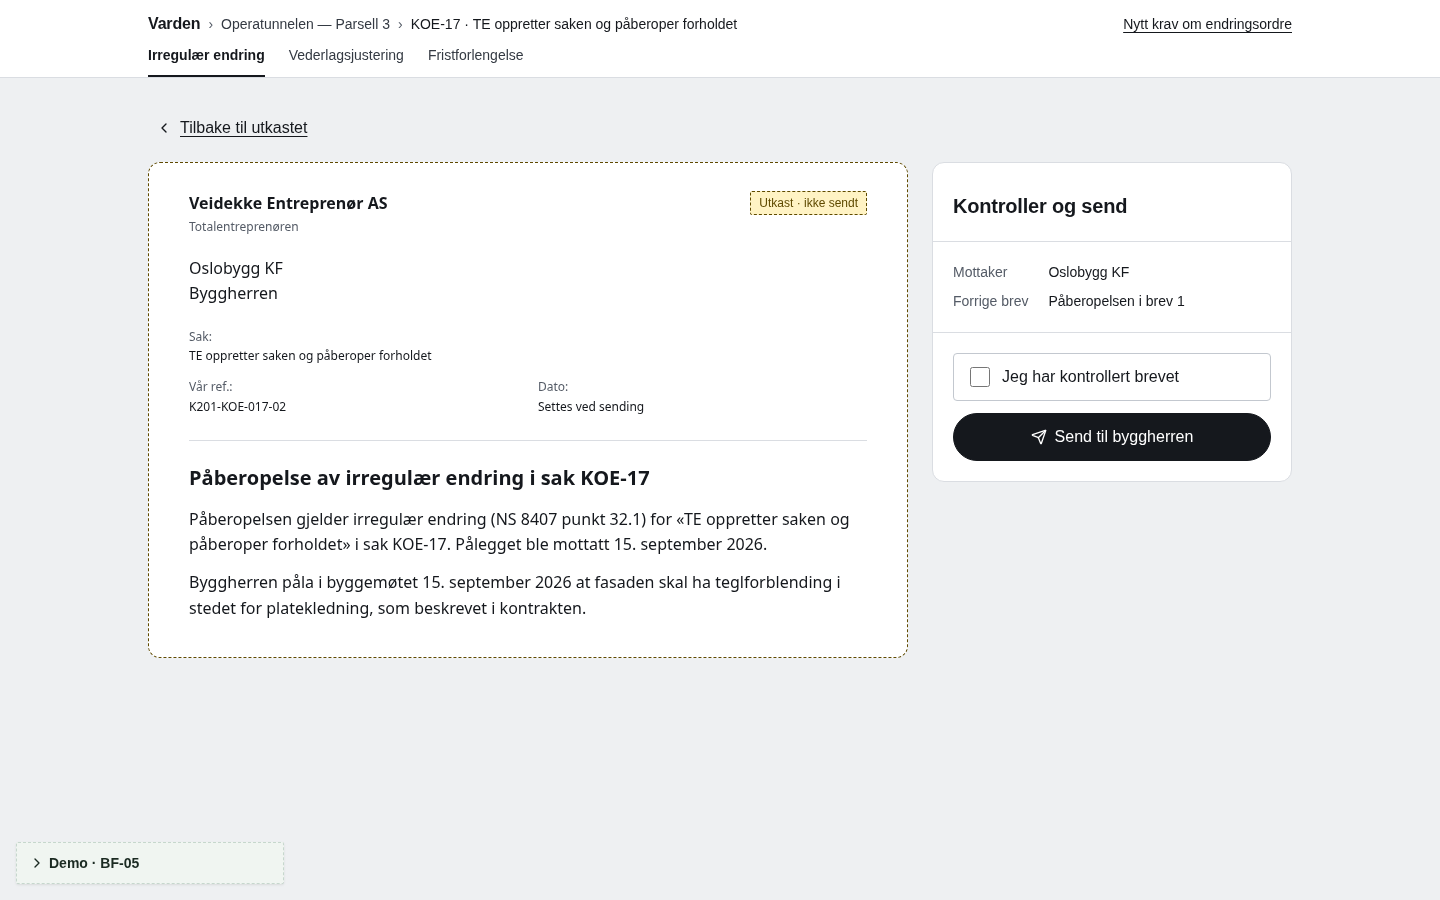 Varden › Operatunnelen — Parsell 3 › KOE-17 · TE oppretter saken og påberoper forholdet
Nytt krav om endringsordre
Irregulær endring Vederlagsjustering Fristforlengelse
Tilbake til utkastet
Veidekke Entreprenør AS
Utkast · ikke sendt
Totalentreprenøren
Oslobygg KF
Byggherren
Sak:
TE oppretter saken og påberoper forholdet
Vår ref.: Dato:
K201-KOE-017-02 Settes ved sending
Påberopelse av irregulær endring i sak KOE-17
Påberopelsen gjelder irregulær endring (NS 8407 punkt 32.1) for «TE oppretter saken og
påberoper forholdet» i sak KOE-17. Pålegget ble mottatt 15. september 2026.
Byggherren påla i byggemøtet 15. september 2026 at fasaden skal ha teglforblending i
stedet for platekledning, som beskrevet i kontrakten.
Kontroller og send
Mottaker Oslobygg KF
Forrige brev Påberopelsen i brev 1
Jeg har kontrollert brevet
Send til byggherren
Demo · BF-05